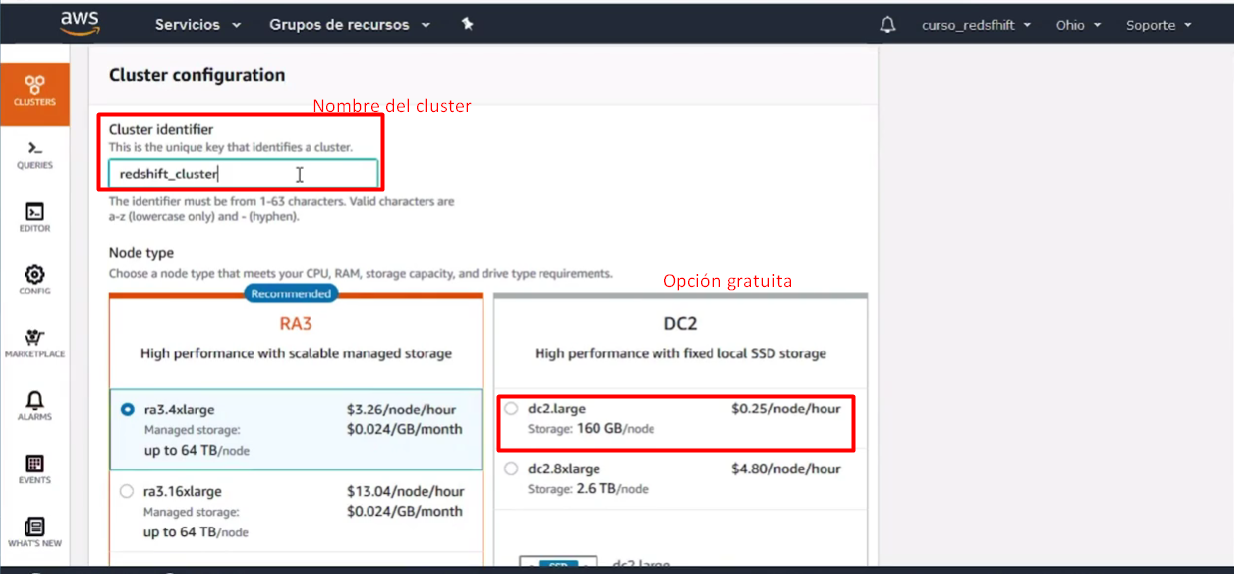 aws Servicios Grupos de recursos curso_redsfhift Ohio Soporte
CLUSTERS
QUERIES
EDITOR
CONFIG
MARKETPLACE
ALARMS
EVENTS
WHAT'S NEW
Cluster configuration
Nombre del cluster
Cluster identifier
This is the unique key that identifies a cluster.
redshift_cluster
The identifier must be from 1-63 characters. Valid characters are
a-z (lowercase only) and - (hyphen).
Node type
Choose a node type that meets your CPU, RAM, storage capacity, and drive type requirements.
Opción gratuita
Recommended
RA3
High performance with scalable managed storage
ra3.4xlarge $3.26/node/hour
Managed storage: $0.024/GB/month
up to 64 TB/node
ra3.16xlarge $13.04/node/hour
Managed storage: $0.024/GB/month
up to 64 TB/node
DC2
High performance with fixed local SSD storage
dc2.large $0.25/node/hour
Storage: 160 GB/node
dc2.8xlarge $4.80/node/hour
Storage: 2.6 TB/node
SSD dc2.large